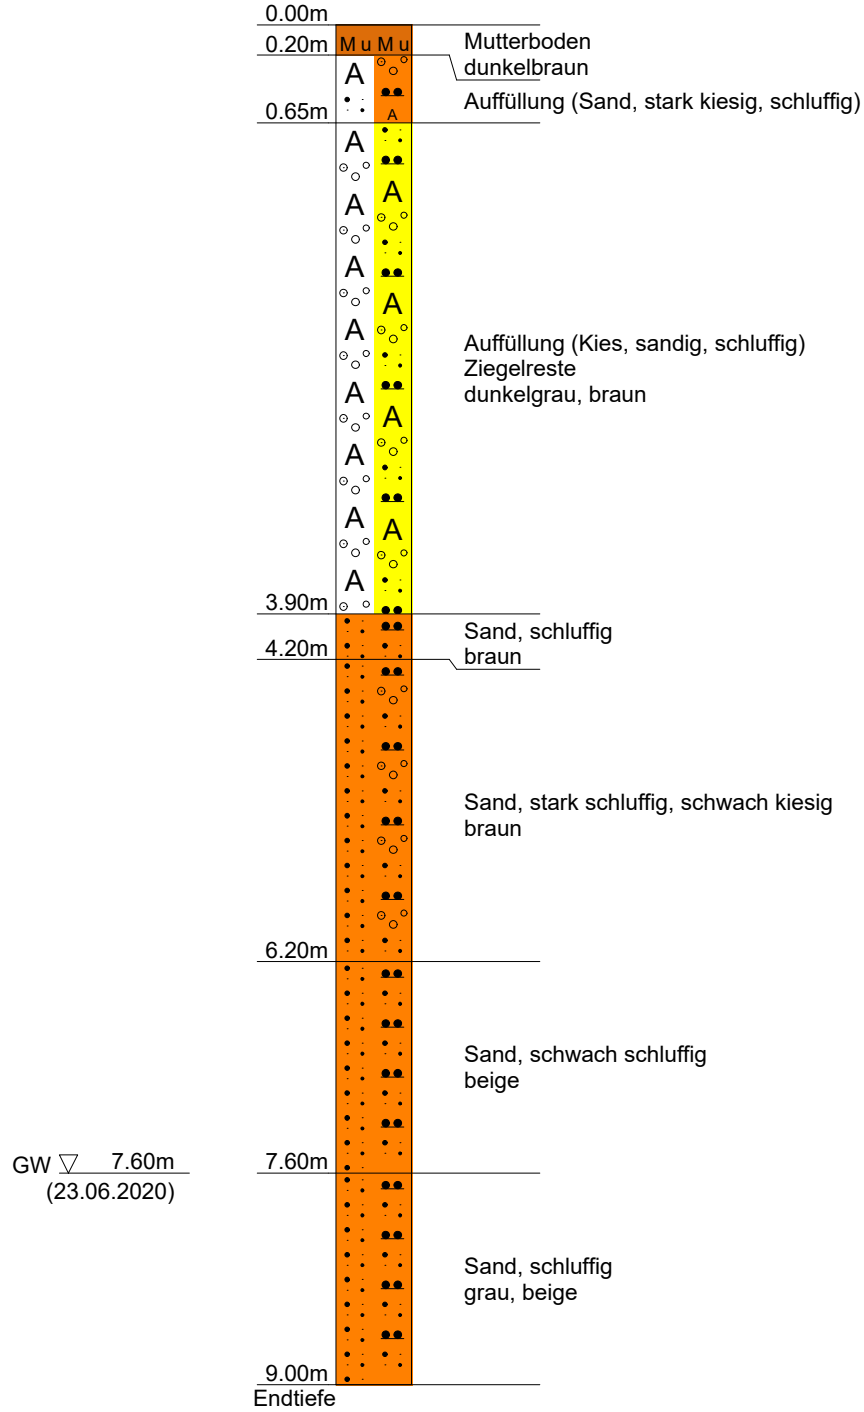 0.00m
0.20m
M u M u
Mutterboden
dunkelbraun
A
Auffüllung (Sand, stark kiesig, schluffig)
A
0.65m
A
A
A
A
A
A
A
Auffüllung (Kies, sandig, schluffig)
Ziegelreste
dunkelgrau, braun
A
A
A
A
A
A
3.90m
Sand, schluffig
braun
4.20m
Sand, stark schluffig, schwach kiesig
braun
6.20m
Sand, schwach schluffig
beige
GW 7.60m
(23.06.2020)
7.60m
Sand, schluffig
grau, beige
9.00m
Endtiefe